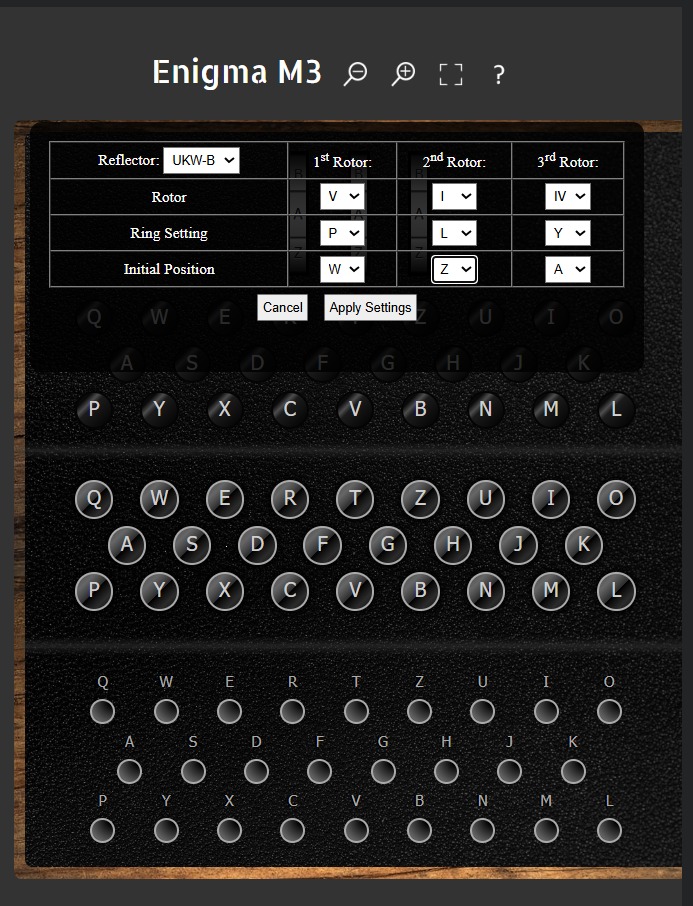 Enigma M3 ?
Reflector: UKW-B 1st Rotor: 2nd Rotor: 3rd Rotor:
Rotor V I IV
Ring Setting P L Y
Initial Position W Z A
Cancel Apply Settings
Q W E R T Z U I O
A S D F G H J K
P Y X C V B N M L
Q W E R T Z U I O
A S D F G H J K
P Y X C V B N M L
Q W E R T Z U I O
A S D F G H J K
P Y X C V B N M L